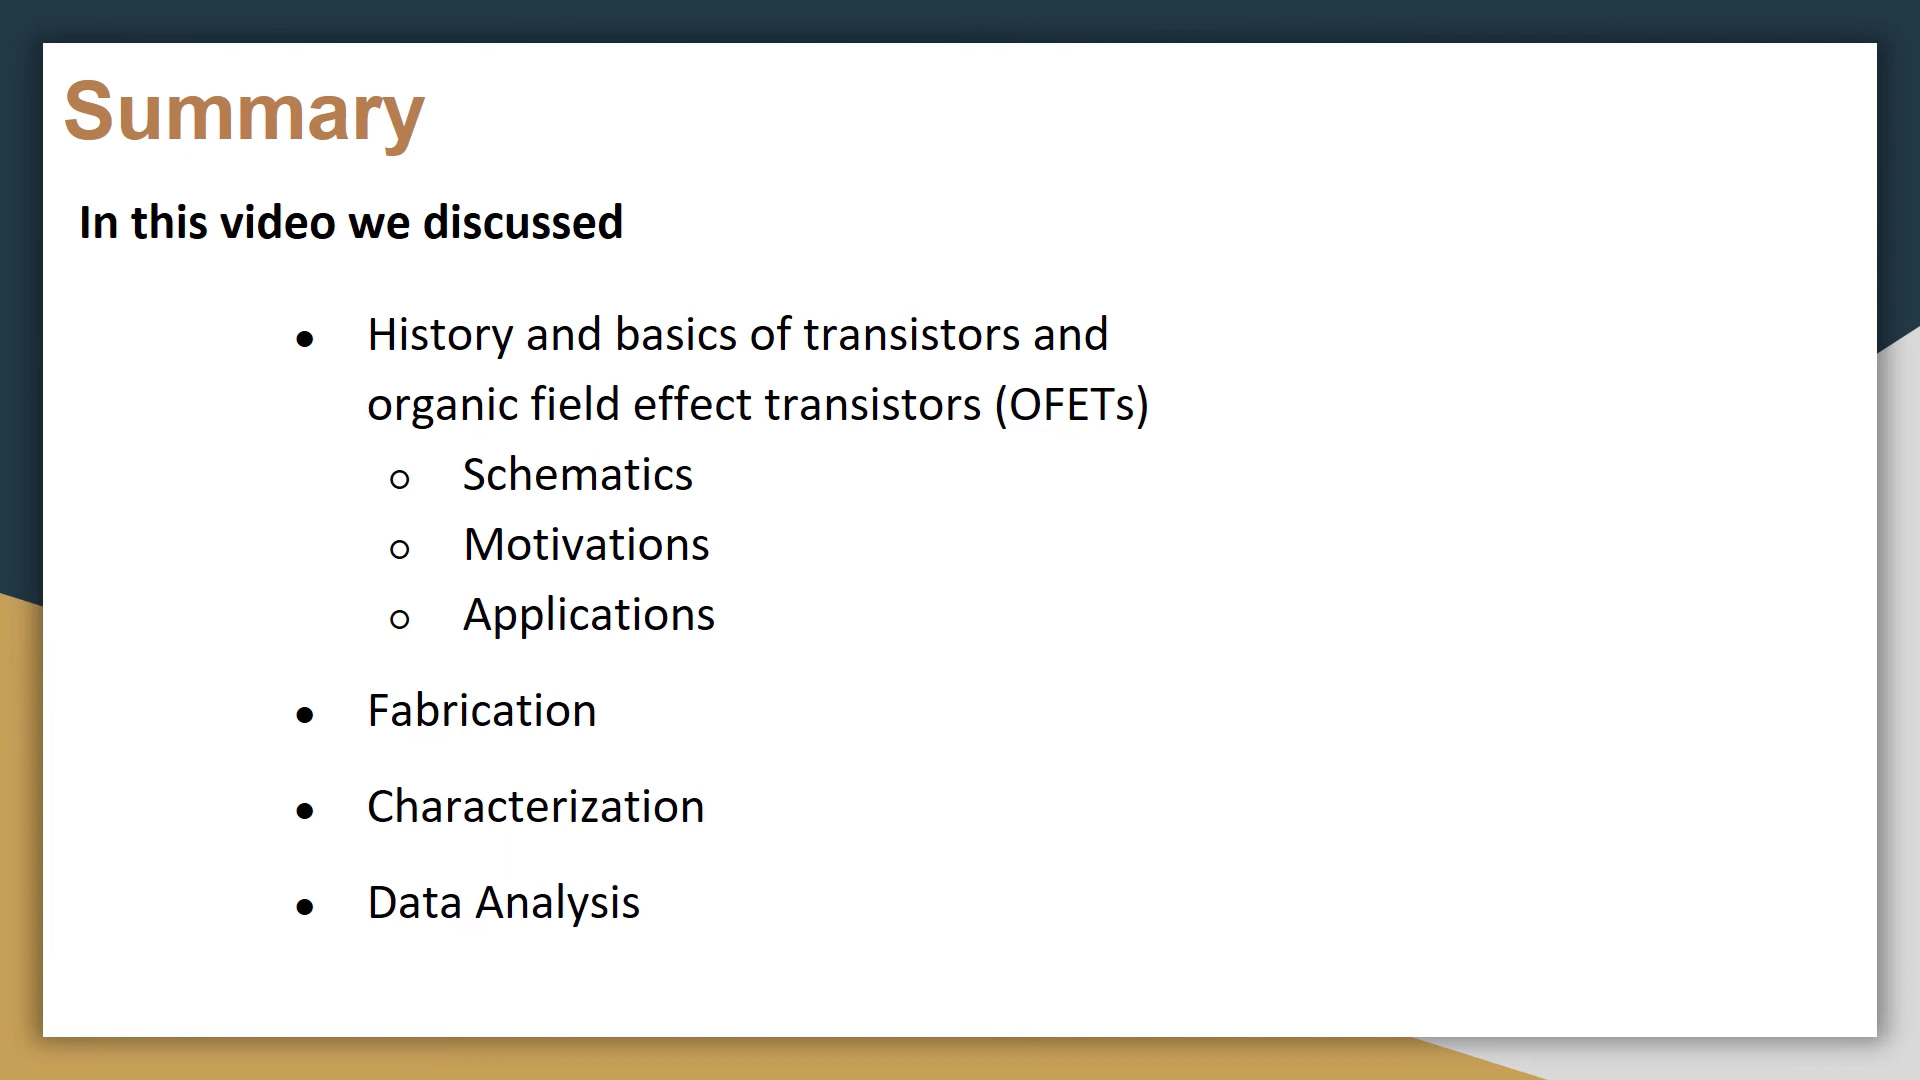 Summary
In this video we discussed
● History and basics of transistors and
organic field effect transistors (OFETs)
○ Schematics
○ Motivations
○ Applications
● Fabrication
● Characterization
● Data Analysis